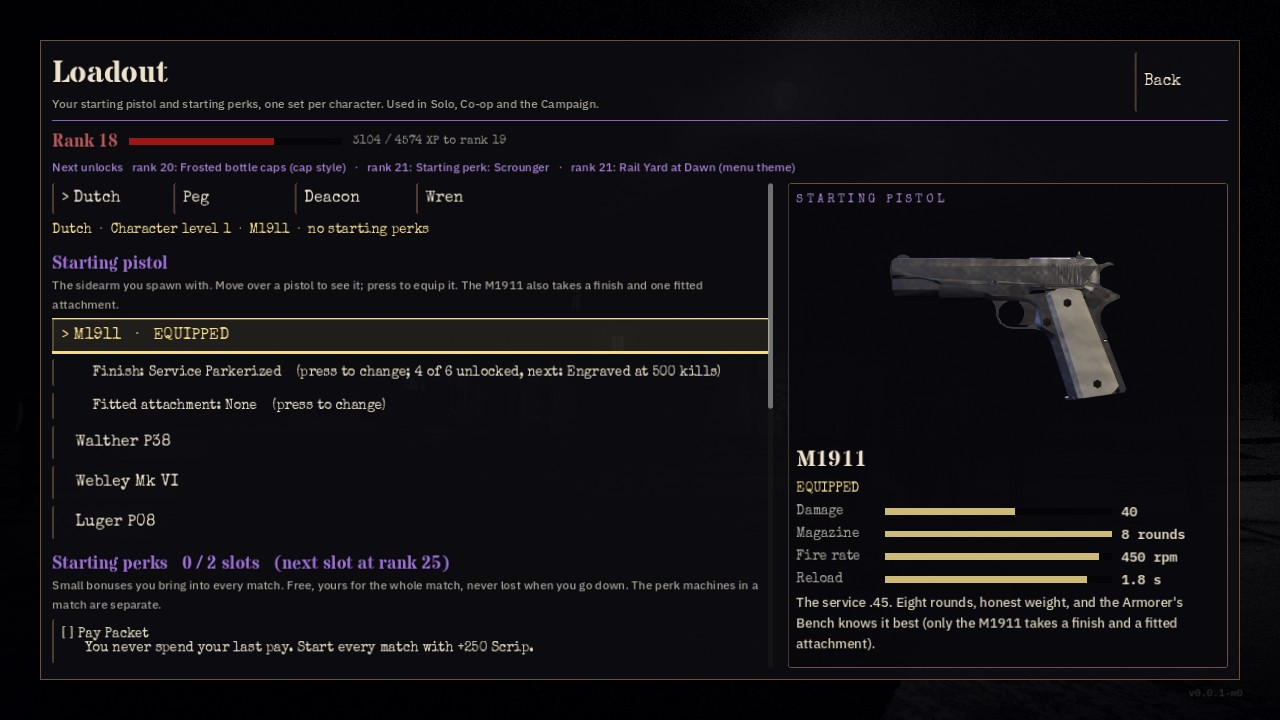 Loadout
Your starting pistol and starting perks, one set per character. Used in Solo, Co-op and the Campaign.
Back
Rank 18
3104 / 4574 XP to rank 19
Next unlocks rank 20: Frosted bottle caps (cap style) · rank 21: Starting perk: Scrounger · rank 21: Rail Yard at Dawn (menu theme)
> Dutch
Peg
Deacon
Wren
Dutch · Character level 1 · M1911 · no starting perks
Starting pistol
The sidearm you spawn with. Move over a pistol to see it; press to equip it. The M1911 also takes a finish and one fitted
attachment.
> M1911 · EQUIPPED
Finish: Service Parkerized (press to change; 4 of 6 unlocked, next: Engraved at 500 kills)
Fitted attachment: None (press to change)
Walther P38
Webley Mk VI
Luger P08
Starting perks 0 / 2 slots (next slot at rank 25)
Small bonuses you bring into every match. Free, yours for the whole match, never lost when you go down. The perk machines in a
match are separate.
[ ] Pay Packet
You never spend your last pay. Start every match with +250 Scrip.
STARTING PISTOL
M1911
EQUIPPED
Damage 40
Magazine 8 rounds
Fire rate 450 rpm
Reload 1.8 s
The service .45. Eight rounds, honest weight, and the Armorer's
Bench knows it best (only the M1911 takes a finish and a fitted
attachment).
v0.0.1-m0